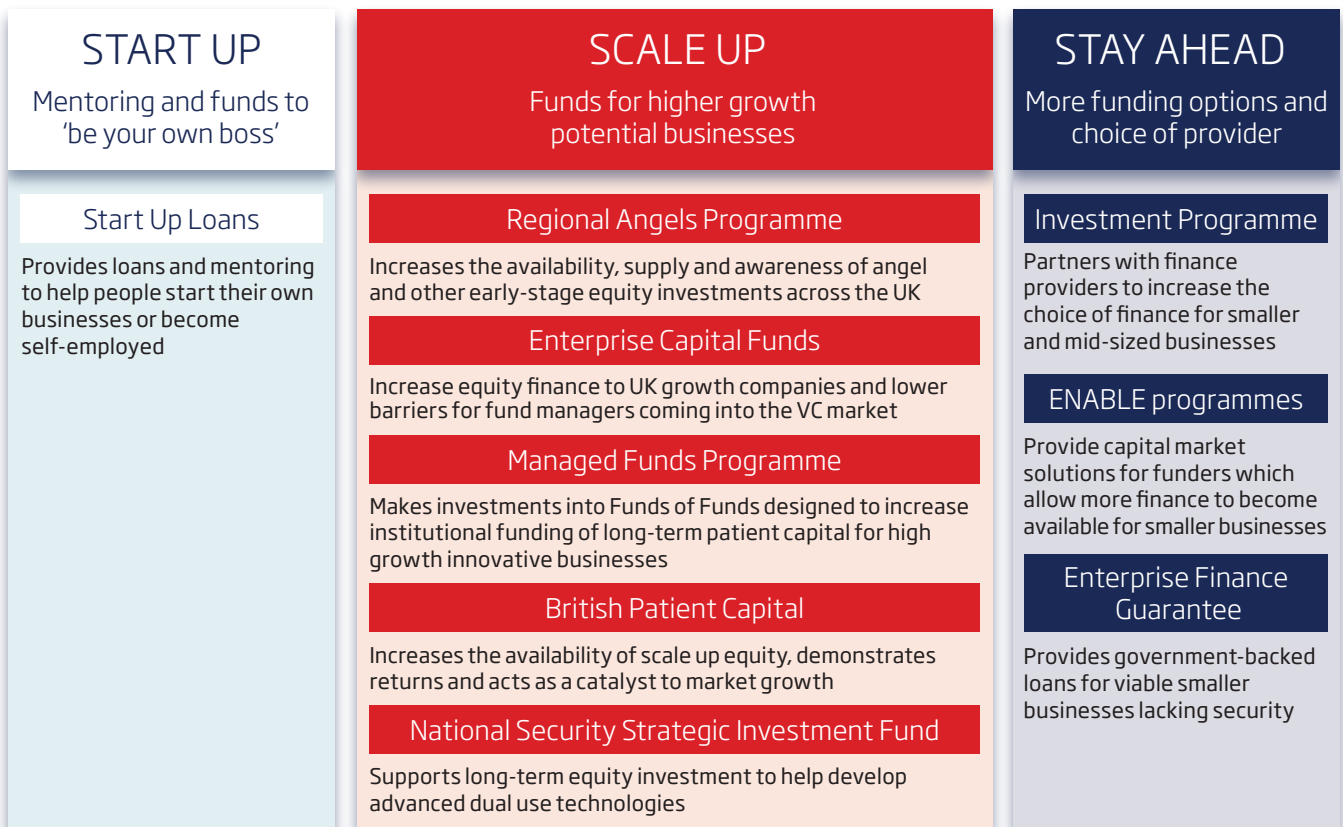 START UP
Mentoring and funds to
‘be your own boss’
Start Up Loans
Provides loans and mentoring
to help people start their own
businesses or become
self-employed
SCALE UP
Funds for higher growth
potential businesses
Regional Angels Programme
Increases the availability, supply and awareness of angel
and other early-stage equity investments across the UK
Enterprise Capital Funds
Increase equity finance to UK growth companies and lower
barriers for fund managers coming into the VC market
Managed Funds Programme
Makes investments into Funds of Funds designed to increase
institutional funding of long-term patient capital for high
growth innovative businesses
British Patient Capital
Increases the availability of scale up equity, demonstrates
returns and acts as a catalyst to market growth
National Security Strategic Investment Fund
Supports long-term equity investment to help develop
advanced dual use technologies
STAY AHEAD
More funding options and
choice of provider
Investment Programme
Partners with finance
providers to increase the
choice of finance for smaller
and mid-sized businesses
ENABLE programmes
Provide capital market
solutions for funders which
allow more finance to become
available for smaller businesses
Enterprise Finance
Guarantee
Provides government-backed
loans for viable smaller
businesses lacking security